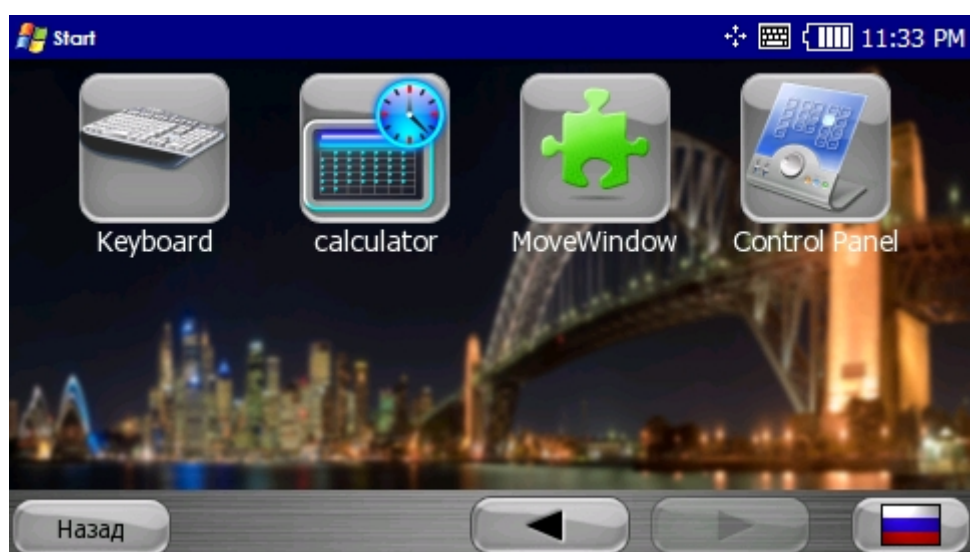 Start
11:33 PM
Keyboard
calculator
MoveWindow
Control Panel
Назад